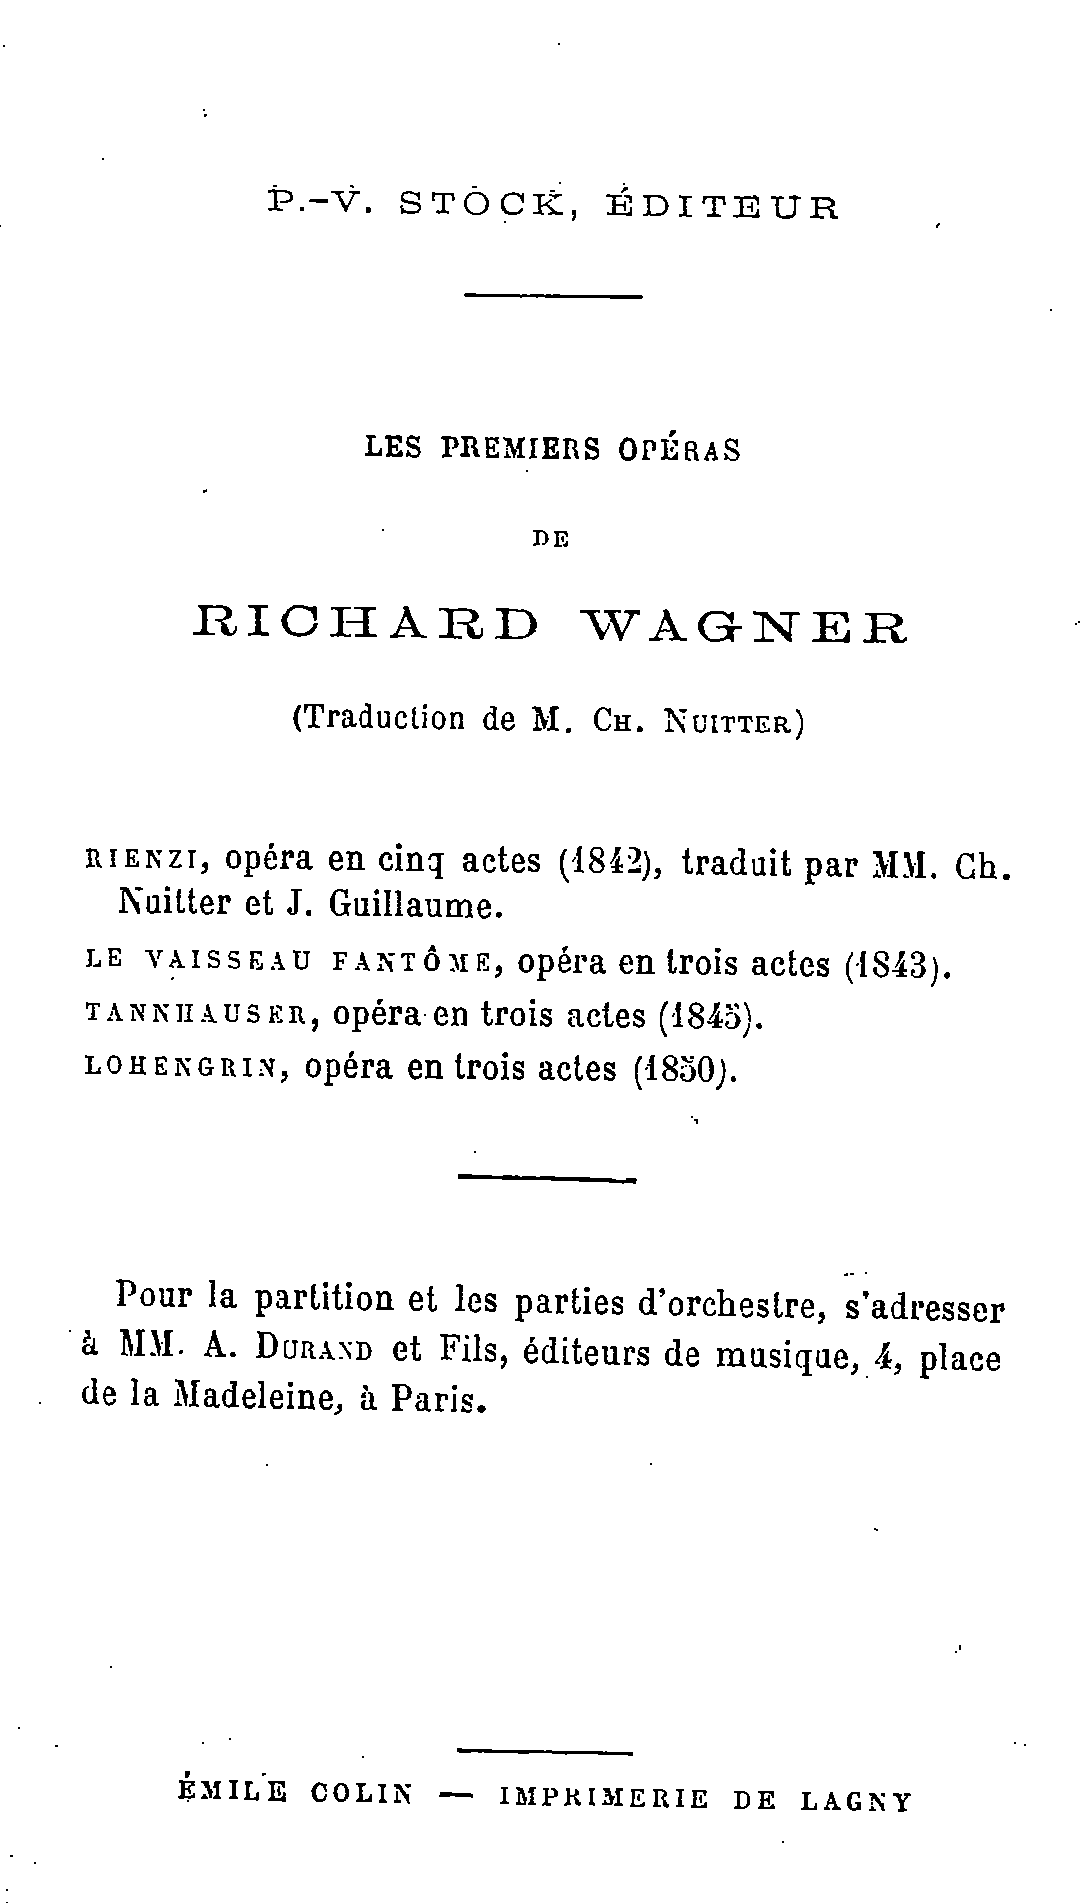 P.-V. STOCK, ÉDITEUR
LES PREMIERS OPÉRAS
DE
RICHARD WAGNER
(Traduction de M. CH. NUITTER)
RIENZI, opéra en cinq actes (1842), traduit par MM. Ch.
Nuitter et J. Guillaume.
LE VAISSEAU FANTÔME, opéra en trois actes (1843).
TANNHAUSER, opéra en trois actes (1845).
LOHENGRIN, opéra en trois actes (1850).
Pour la partition et les parties d'orchestre, s'adresser
à MM. A. DURAND et Fils, éditeurs de musique, 4, place
de la Madeleine, à Paris.
ÉMILE COLIN — IMPRIMERIE DE LAGNY